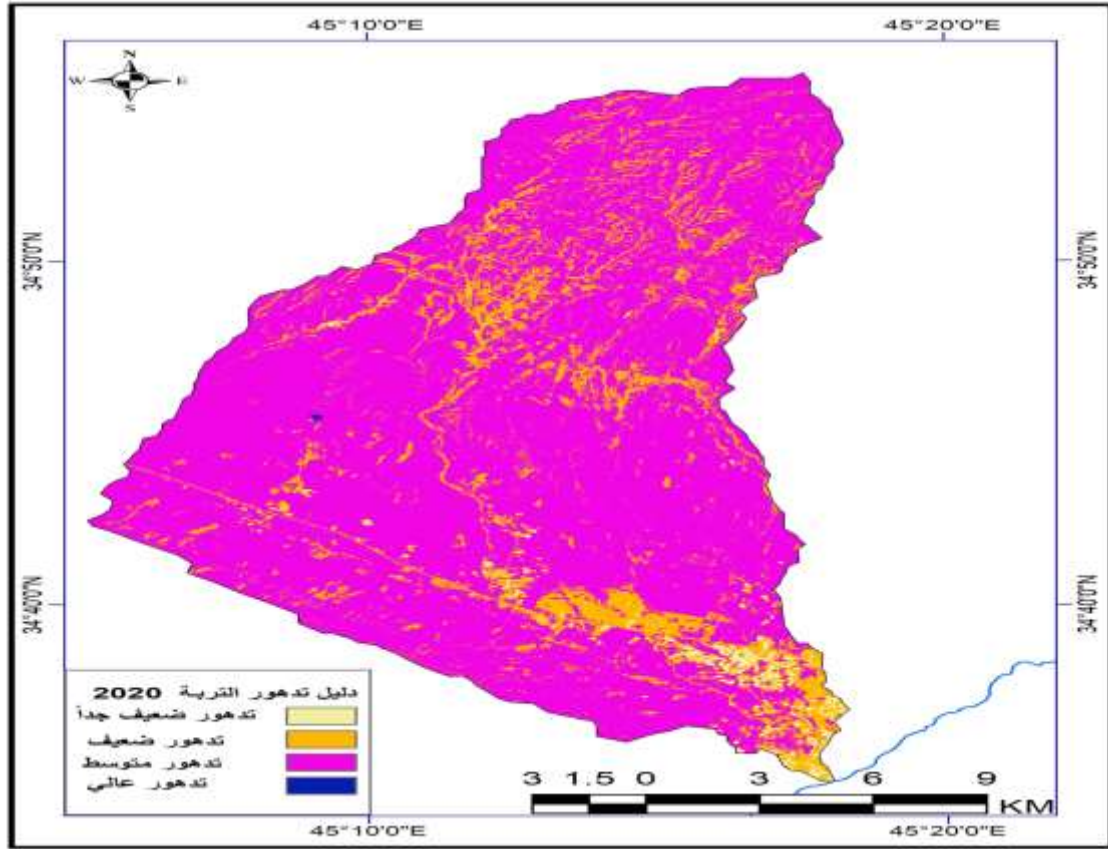 45°10'0"E 45°20'0"E
N
W E
S
34°50'0"N 34°50'0"N
34°40'0"N 34°40'0"N
دليل تدهور التربة 2020
تدهور ضعيف جداً
تدهور ضعيف
تدهور متوسط
تدهور عالي
3 1.5 0 3 6 9
KM
45°10'0"E 45°20'0"E